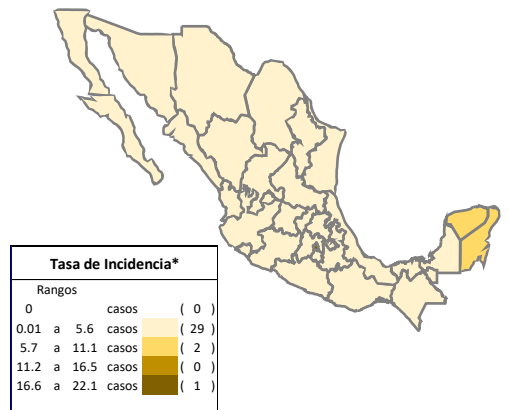 Tasa de Incidencia*
Rangos
0 casos ( 0 )
0.01 a 5.6 casos ( 29 )
5.7 a 11.1 casos ( 2 )
11.2 a 16.5 casos ( 0 )
16.6 a 22.1 casos ( 1 )